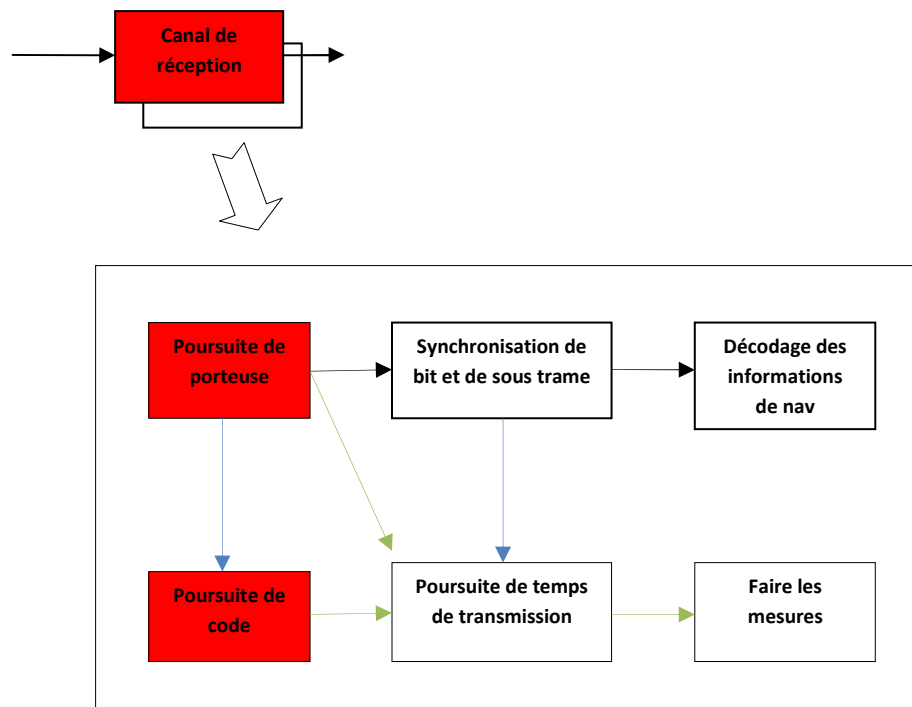 Canal de
réception
Poursuite de
porteuse
Synchronisation de
bit et de sous trame
Décodage des
informations
de nav
Poursuite de
code
Poursuite de temps
de transmission
Faire les
mesures